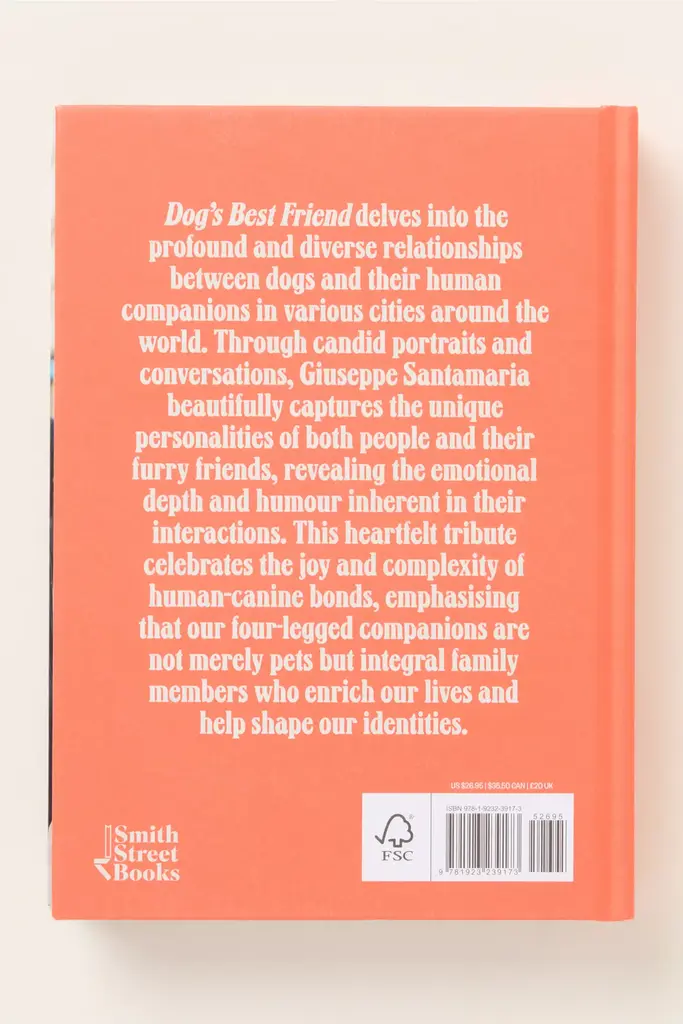 Dog's Best Friend delves into the
profound and diverse relationships
between dogs and their human
companions in various cities around the
world. Through candid portraits and
conversations, Giuseppe Santamaria
beautifully captures the unique
personalities of both people and their
furry friends, revealing the emotional
depth and humour inherent in their
interactions. This heartfelt tribute
celebrates the joy and complexity of
human-canine bonds, emphasising
that our four-legged companions are
not merely pets but integral family
members who enrich our lives and
help shape our identities.
US $26.95 | $35.50 CAN | £20 UK
ISBN 978-1-9232-3917-3
52695
9 781923 239173
FSC
®
Smith
Street
Books